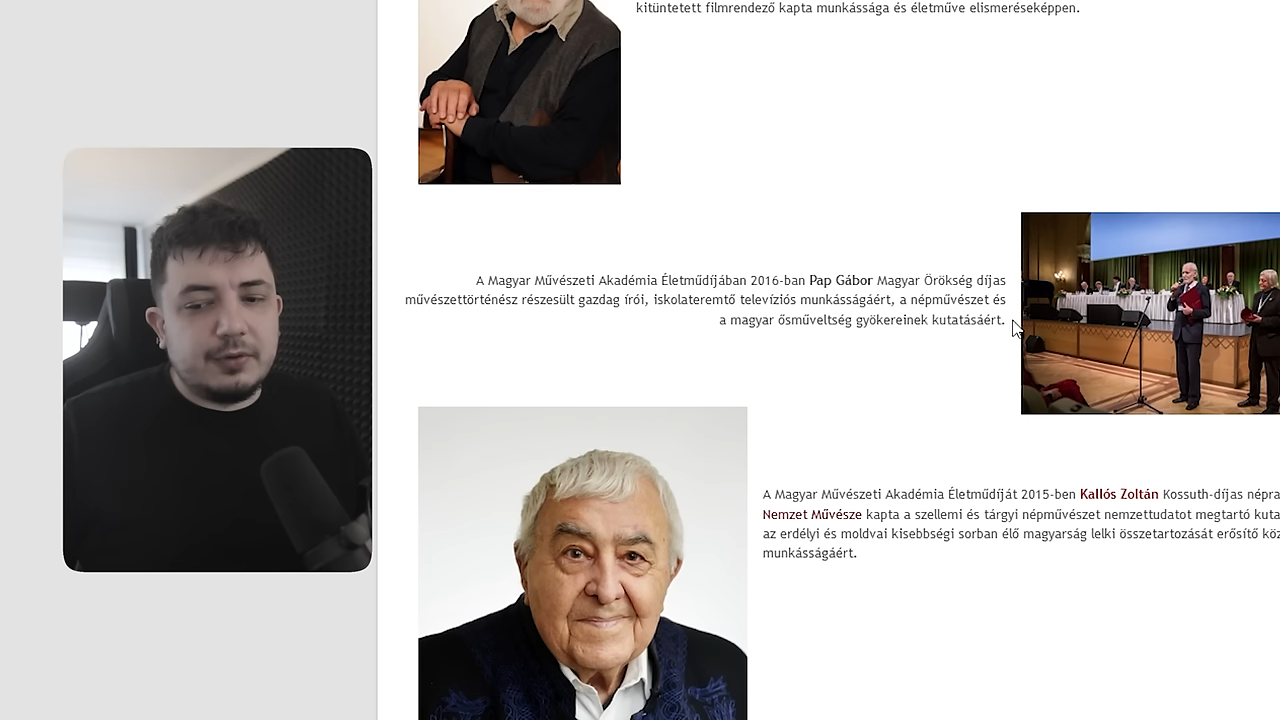 kitüntetett filmrendező kapta munkássága és életműve elismeréseképpen.
A Magyar Művészeti Akadémia Életműdíjában 2016-ban Pap Gábor Magyar Örökség díjas
művészettörténész részesült gazdag írói, iskolateremtő televíziós munkásságáért, a népművészet és
a magyar ősműveltség gyökereinek kutatásáért.
A Magyar Művészeti Akadémia Életműdíját 2015-ben Kallós Zoltán Kossuth-díjas népra
Nemzet Művésze kapta a szellemi és tárgyi népművészet nemzettudatot megtartó kuta
az erdélyi és moldvai kisebbségi sorban élő magyarság lelki összetartozását erősítő köz
munkásságáért.